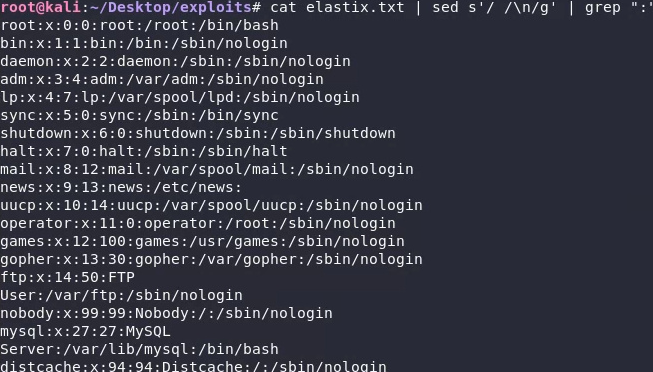 root@kali:~/Desktop/exploits# cat elastix.txt | sed s'/ /\n/g' | grep ":"
root:x:0:0:root:/root:/bin/bash
bin:x:1:1:bin:/bin:/sbin/nologin
daemon:x:2:2:daemon:/sbin:/sbin/nologin
adm:x:3:4:adm:/var/adm:/sbin/nologin
lp:x:4:7:lp:/var/spool/lpd:/sbin/nologin
sync:x:5:0:sync:/sbin:/bin/sync
shutdown:x:6:0:shutdown:/sbin:/sbin/shutdown
halt:x:7:0:halt:/sbin:/sbin/halt
mail:x:8:12:mail:/var/spool/mail:/sbin/nologin
news:x:9:13:news:/etc/news:
uucp:x:10:14:uucp:/var/spool/uucp:/sbin/nologin
operator:x:11:0:operator:/root:/sbin/nologin
games:x:12:100:games:/usr/games:/sbin/nologin
gopher:x:13:30:gopher:/var/gopher:/sbin/nologin
ftp:x:14:50:FTP
User:/var/ftp:/sbin/nologin
nobody:x:99:99:Nobody:/:/sbin/nologin
mysql:x:27:27:MySQL
Server:/var/lib/mysql:/bin/bash
distcache:x:94:94:Distcache:/:/sbin/nologin